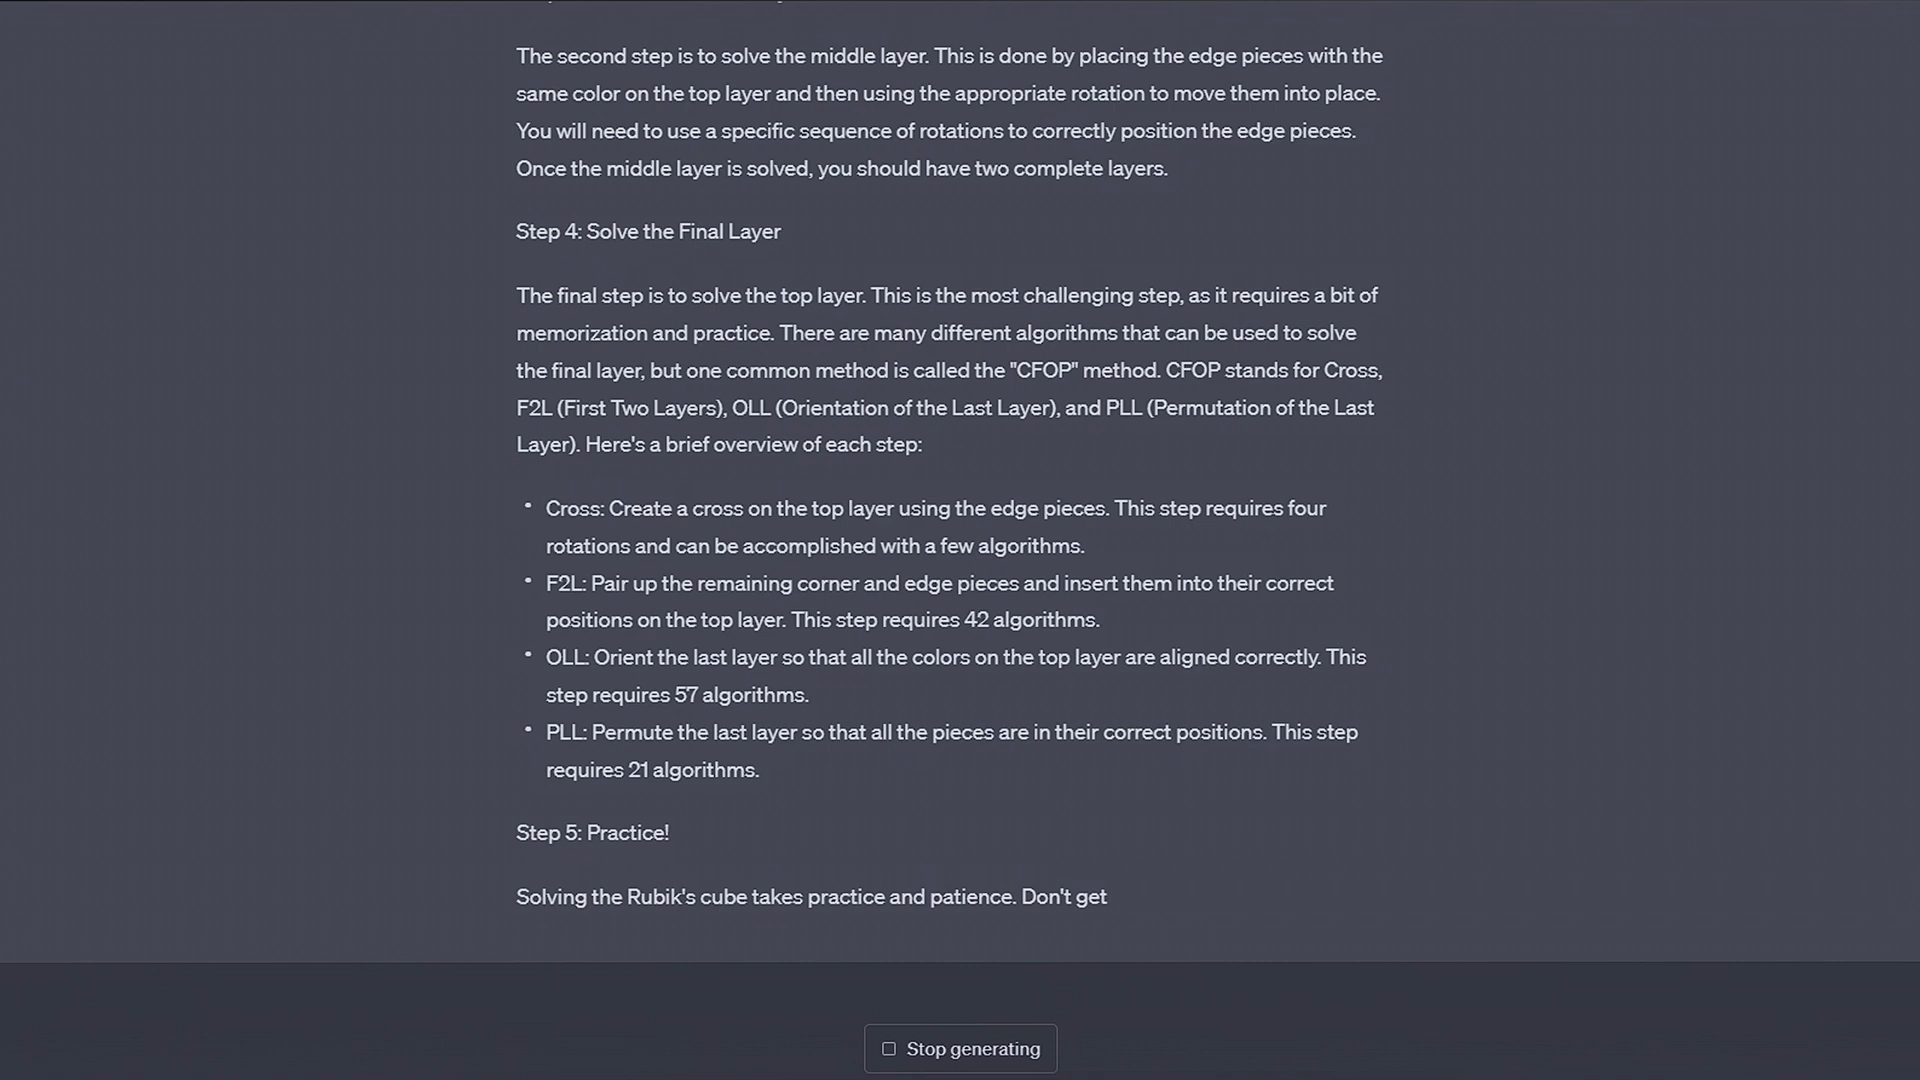 The second step is to solve the middle layer. This is done by placing the edge pieces with the
same color on the top layer and then using the appropriate rotation to move them into place.
You will need to use a specific sequence of rotations to correctly position the edge pieces.
Once the middle layer is solved, you should have two complete layers.
Step 4: Solve the Final Layer
The final step is to solve the top layer. This is the most challenging step, as it requires a bit of
memorization and practice. There are many different algorithms that can be used to solve
the final layer, but one common method is called the "CFOP" method. CFOP stands for Cross,
F2L (First Two Layers), OLL (Orientation of the Last Layer), and PLL (Permutation of the Last
Layer). Here's a brief overview of each step:
• Cross: Create a cross on the top layer using the edge pieces. This step requires four
rotations and can be accomplished with a few algorithms.
• F2L: Pair up the remaining corner and edge pieces and insert them into their correct
positions on the top layer. This step requires 42 algorithms.
• OLL: Orient the last layer so that all the colors on the top layer are aligned correctly. This
step requires 57 algorithms.
• PLL: Permute the last layer so that all the pieces are in their correct positions. This step
requires 21 algorithms.
Step 5: Practice!
Solving the Rubik's cube takes practice and patience. Don't get
Stop generating